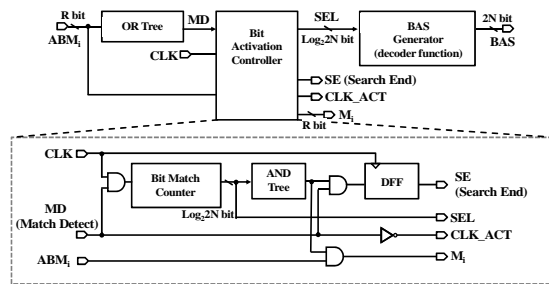 R bit
ABMi
OR Tree
MD
CLK
Bit
Activation
Controller
SEL
Log₂2N bit
BAS
Generator
(decoder function)
2N bit
BAS
SE (Search End)
CLK_ACT
Mi
R bit
CLK
Bit Match
Counter
Log₂2N bit
AND
Tree
DFF
SE
(Search End)
MD
(Match Detect)
SEL
CLK_ACT
ABMi
Mi